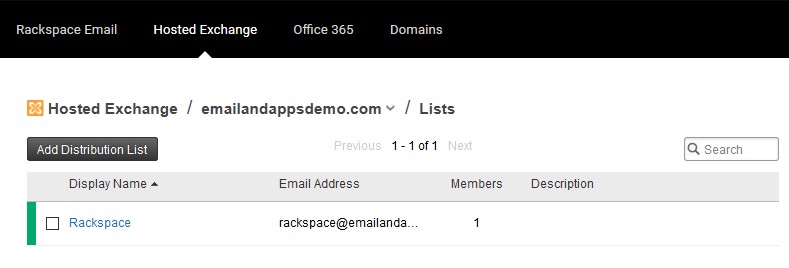 Rackspace Email Hosted Exchange Office 365 Domains
Hosted Exchange / emailandappsdemo.com / Lists
Add Distribution List Previous 1 - 1 of 1 Next Search
Display Name Email Address Members Description
Rackspace rackspace@emailanda... 1